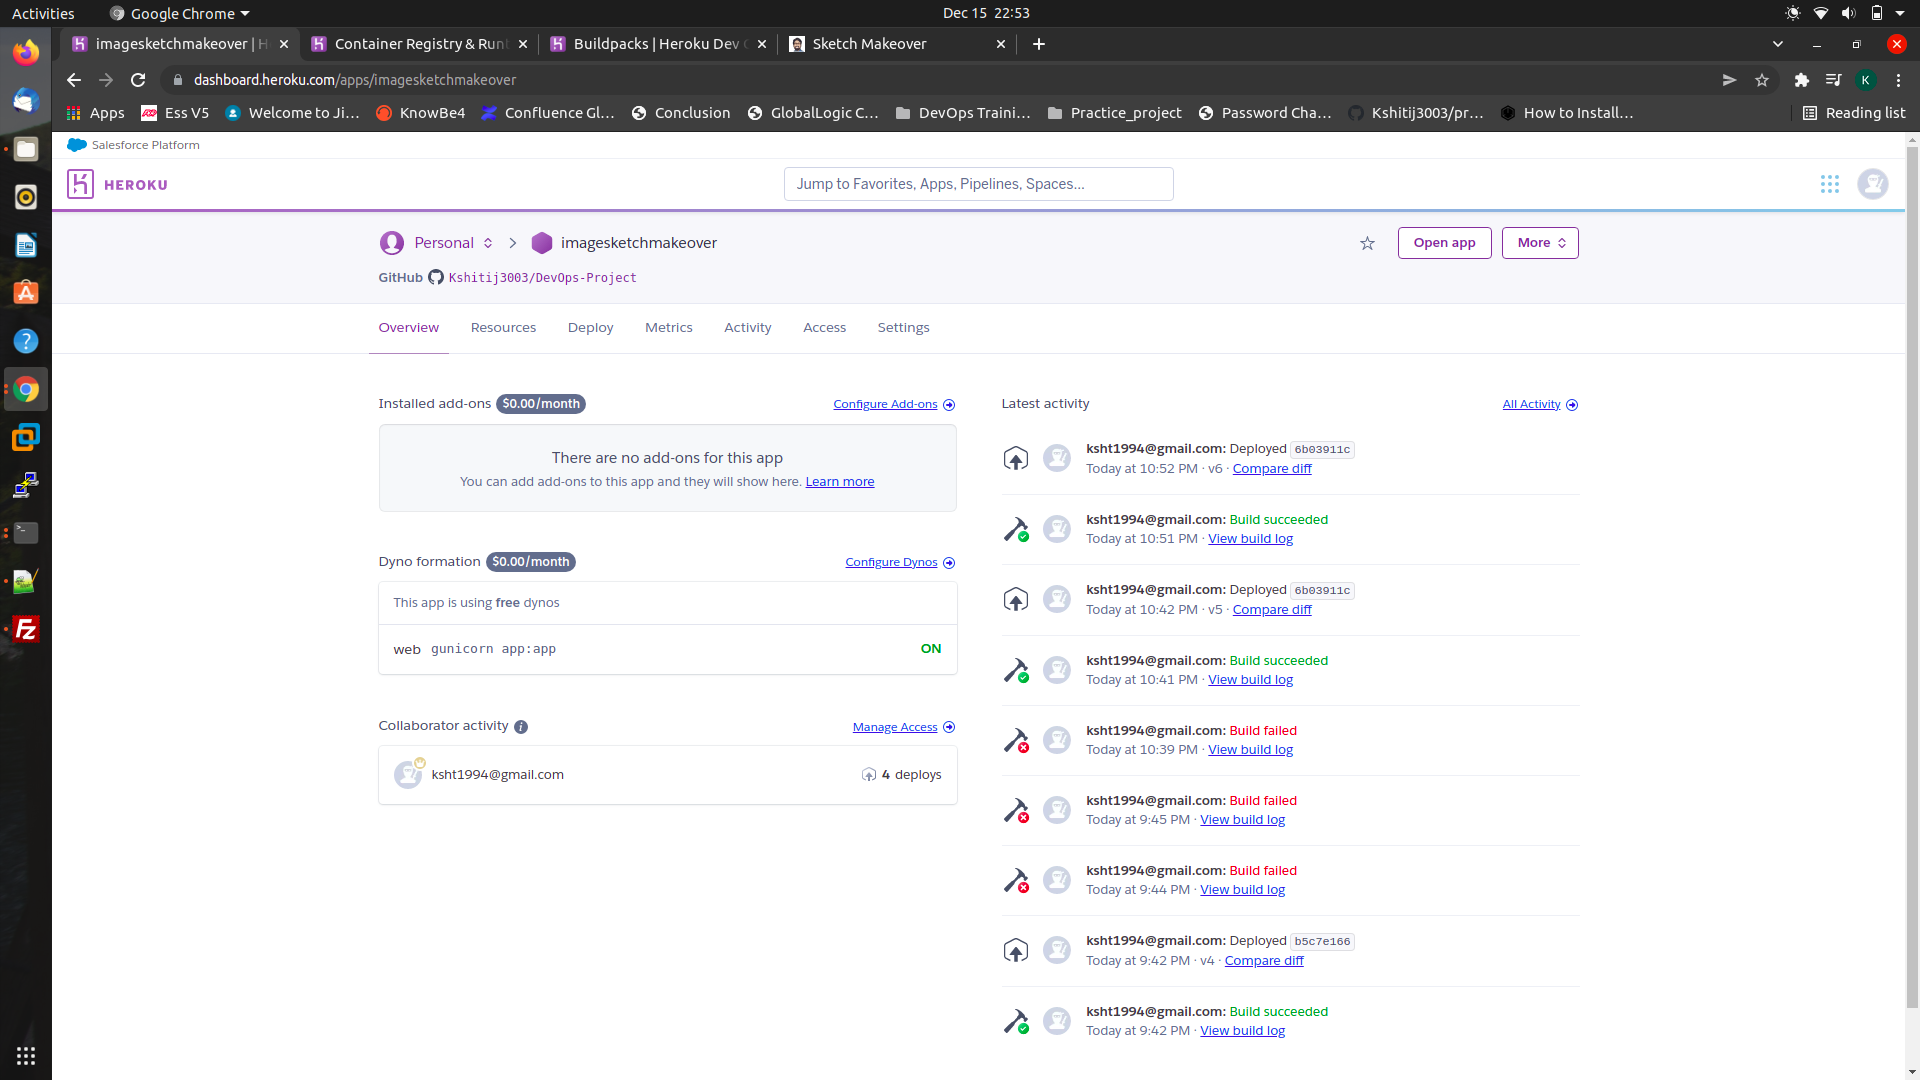 Activities
Google Chrome
Dec 15 22:53
imagesketchmakeover | H
Container Registry & Runt
Buildpacks | Heroku Dev C
Sketch Makeover
dashboard.heroku.com/apps/imagesketchmakeover
K
Apps
Ess V5
Welcome to Ji...
KnowBe4
Confluence Gl...
Conclusion
GlobalLogic C...
DevOps Traini...
Practice_project
Password Cha...
Kshitij3003/pr...
How to Install...
Reading list
Salesforce Platform
HEROKU
Jump to Favorites, Apps, Pipelines, Spaces...
Personal
imagesketchmakeover
Open app
More
GitHub Kshitij3003/DevOps-Project
Overview
Resources
Deploy
Metrics
Activity
Access
Settings
Installed add-ons $0.00/month
Configure Add-ons
There are no add-ons for this app
You can add add-ons to this app and they will show here. Learn more
Dyno formation $0.00/month
Configure Dynos
This app is using free dynos
web gunicorn app:app
ON
Collaborator activity
Manage Access
ksht1994@gmail.com
4 deploys
Latest activity
All Activity
ksht1994@gmail.com: Deployed 6b03911c
Today at 10:52 PM · v6 · Compare diff
ksht1994@gmail.com: Build succeeded
Today at 10:51 PM · View build log
ksht1994@gmail.com: Deployed 6b03911c
Today at 10:42 PM · v5 · Compare diff
ksht1994@gmail.com: Build succeeded
Today at 10:41 PM · View build log
ksht1994@gmail.com: Build failed
Today at 10:39 PM · View build log
ksht1994@gmail.com: Build failed
Today at 9:45 PM · View build log
ksht1994@gmail.com: Build failed
Today at 9:44 PM · View build log
ksht1994@gmail.com: Deployed b5c7e166
Today at 9:42 PM · v4 · Compare diff
ksht1994@gmail.com: Build succeeded
Today at 9:42 PM · View build log